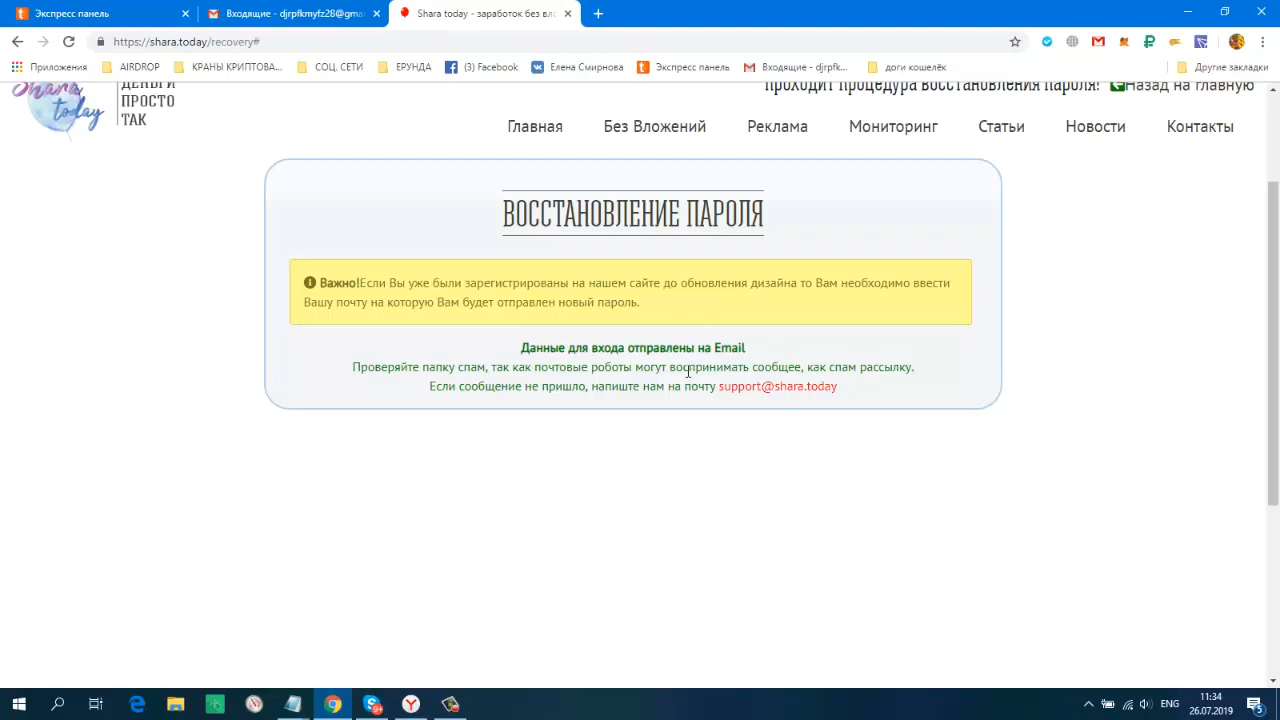 Экспресс панель
Входящие - djrpfkmyfz28@gma
Shara today - заработок без вло
https://shara.today/recovery#
Приложения
AIRDROP
КРАНЫ КРИПТОВА...
СОЦ. СЕТИ
ЕРУНДА
(3) Facebook
Елена Смирнова
Экспресс панель
Входящие - djrpfk...
доги кошелёк
Другие закладки
Shara
today
ДЕНЬГИ
ПРОСТО
ТАК
проходит процедура восстановления пароля!
Назад на главную
Главная
Без Вложений
Реклама
Мониторинг
Статьи
Новости
Контакты
ВОССТАНОВЛЕНИЕ ПАРОЛЯ
Важно!Если Вы уже были зарегистрированы на нашем сайте до обновления дизайна то Вам необходимо ввести
Вашу почту на которую Вам будет отправлен новый пароль.
Данные для входа отправлены на Email
Проверяйте папку спам, так как почтовые роботы могут воспринимать сообщее, как спам рассылку.
Если сообщение не пришло, напиште нам на почту support@shara.today
ENG
11:34
26.07.2019
5